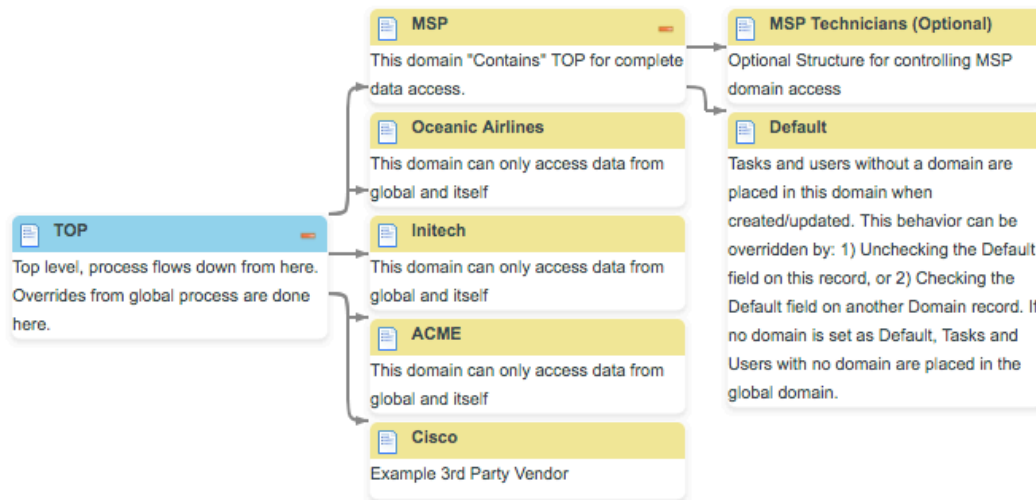 TOP
Top level, process flows down from here.
Overrides from global process are done
here.
MSP
This domain "Contains" TOP for complete
data access.
Oceanic Airlines
This domain can only access data from
global and itself
Initech
This domain can only access data from
global and itself
ACME
This domain can only access data from
global and itself
Cisco
Example 3rd Party Vendor
MSP Technicians (Optional)
Optional Structure for controlling MSP
domain access
Default
Tasks and users without a domain are
placed in this domain when
created/updated. This behavior can be
overridden by: 1) Unchecking the Default
field on this record, or 2) Checking the
Default field on another Domain record. If
no domain is set as Default, Tasks and
Users with no domain are placed in the
global domain.